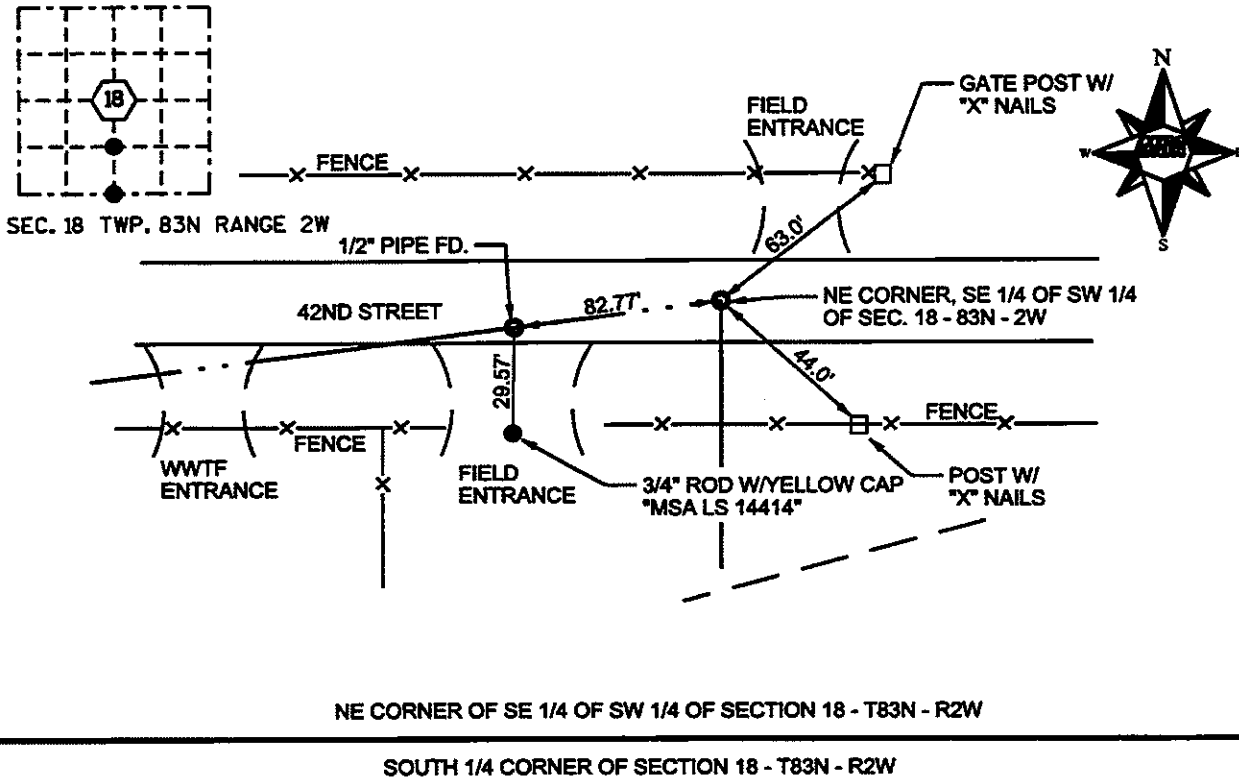 18
SEC. 18 TWP. 83N RANGE 2W
FENCE
FIELD
ENTRANCE
GATE POST W/
"X" NAILS
N
W
S
1/2" PIPE FD.
63.0'
42ND STREET
82.77'
NE CORNER, SE 1/4 OF SW 1/4
OF SEC. 18 - 83N - 2W
29.57'
44.0'
FENCE
FENCE
WWTF
ENTRANCE
FIELD
ENTRANCE
3/4" ROD W/YELLOW CAP
"MSA LS 14414"
POST W/
"X" NAILS
NE CORNER OF SE 1/4 OF SW 1/4 OF SECTION 18 - T83N - R2W
SOUTH 1/4 CORNER OF SECTION 18 - T83N - R2W